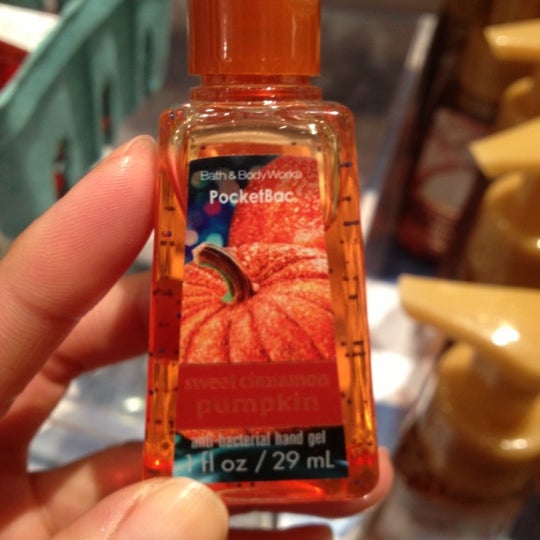 Bath & Body Works
PocketBac
sweet cinnamon
pumpkin
anti-bacterial hand gel
1 fl oz / 29 mL